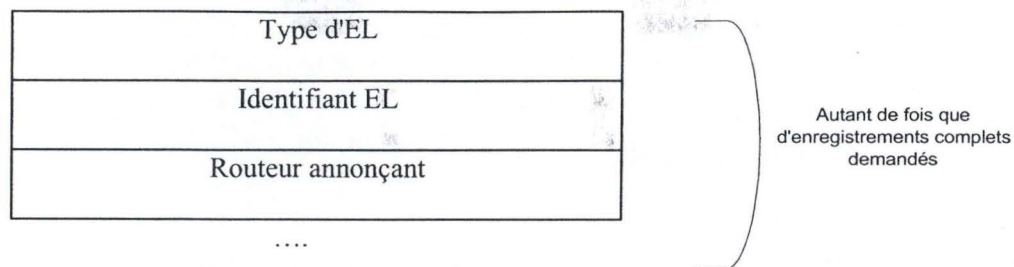 Type d'EL
Identifiant EL
Routeur annonçant
....
Autant de fois que
d'enregistrements complets
demandés